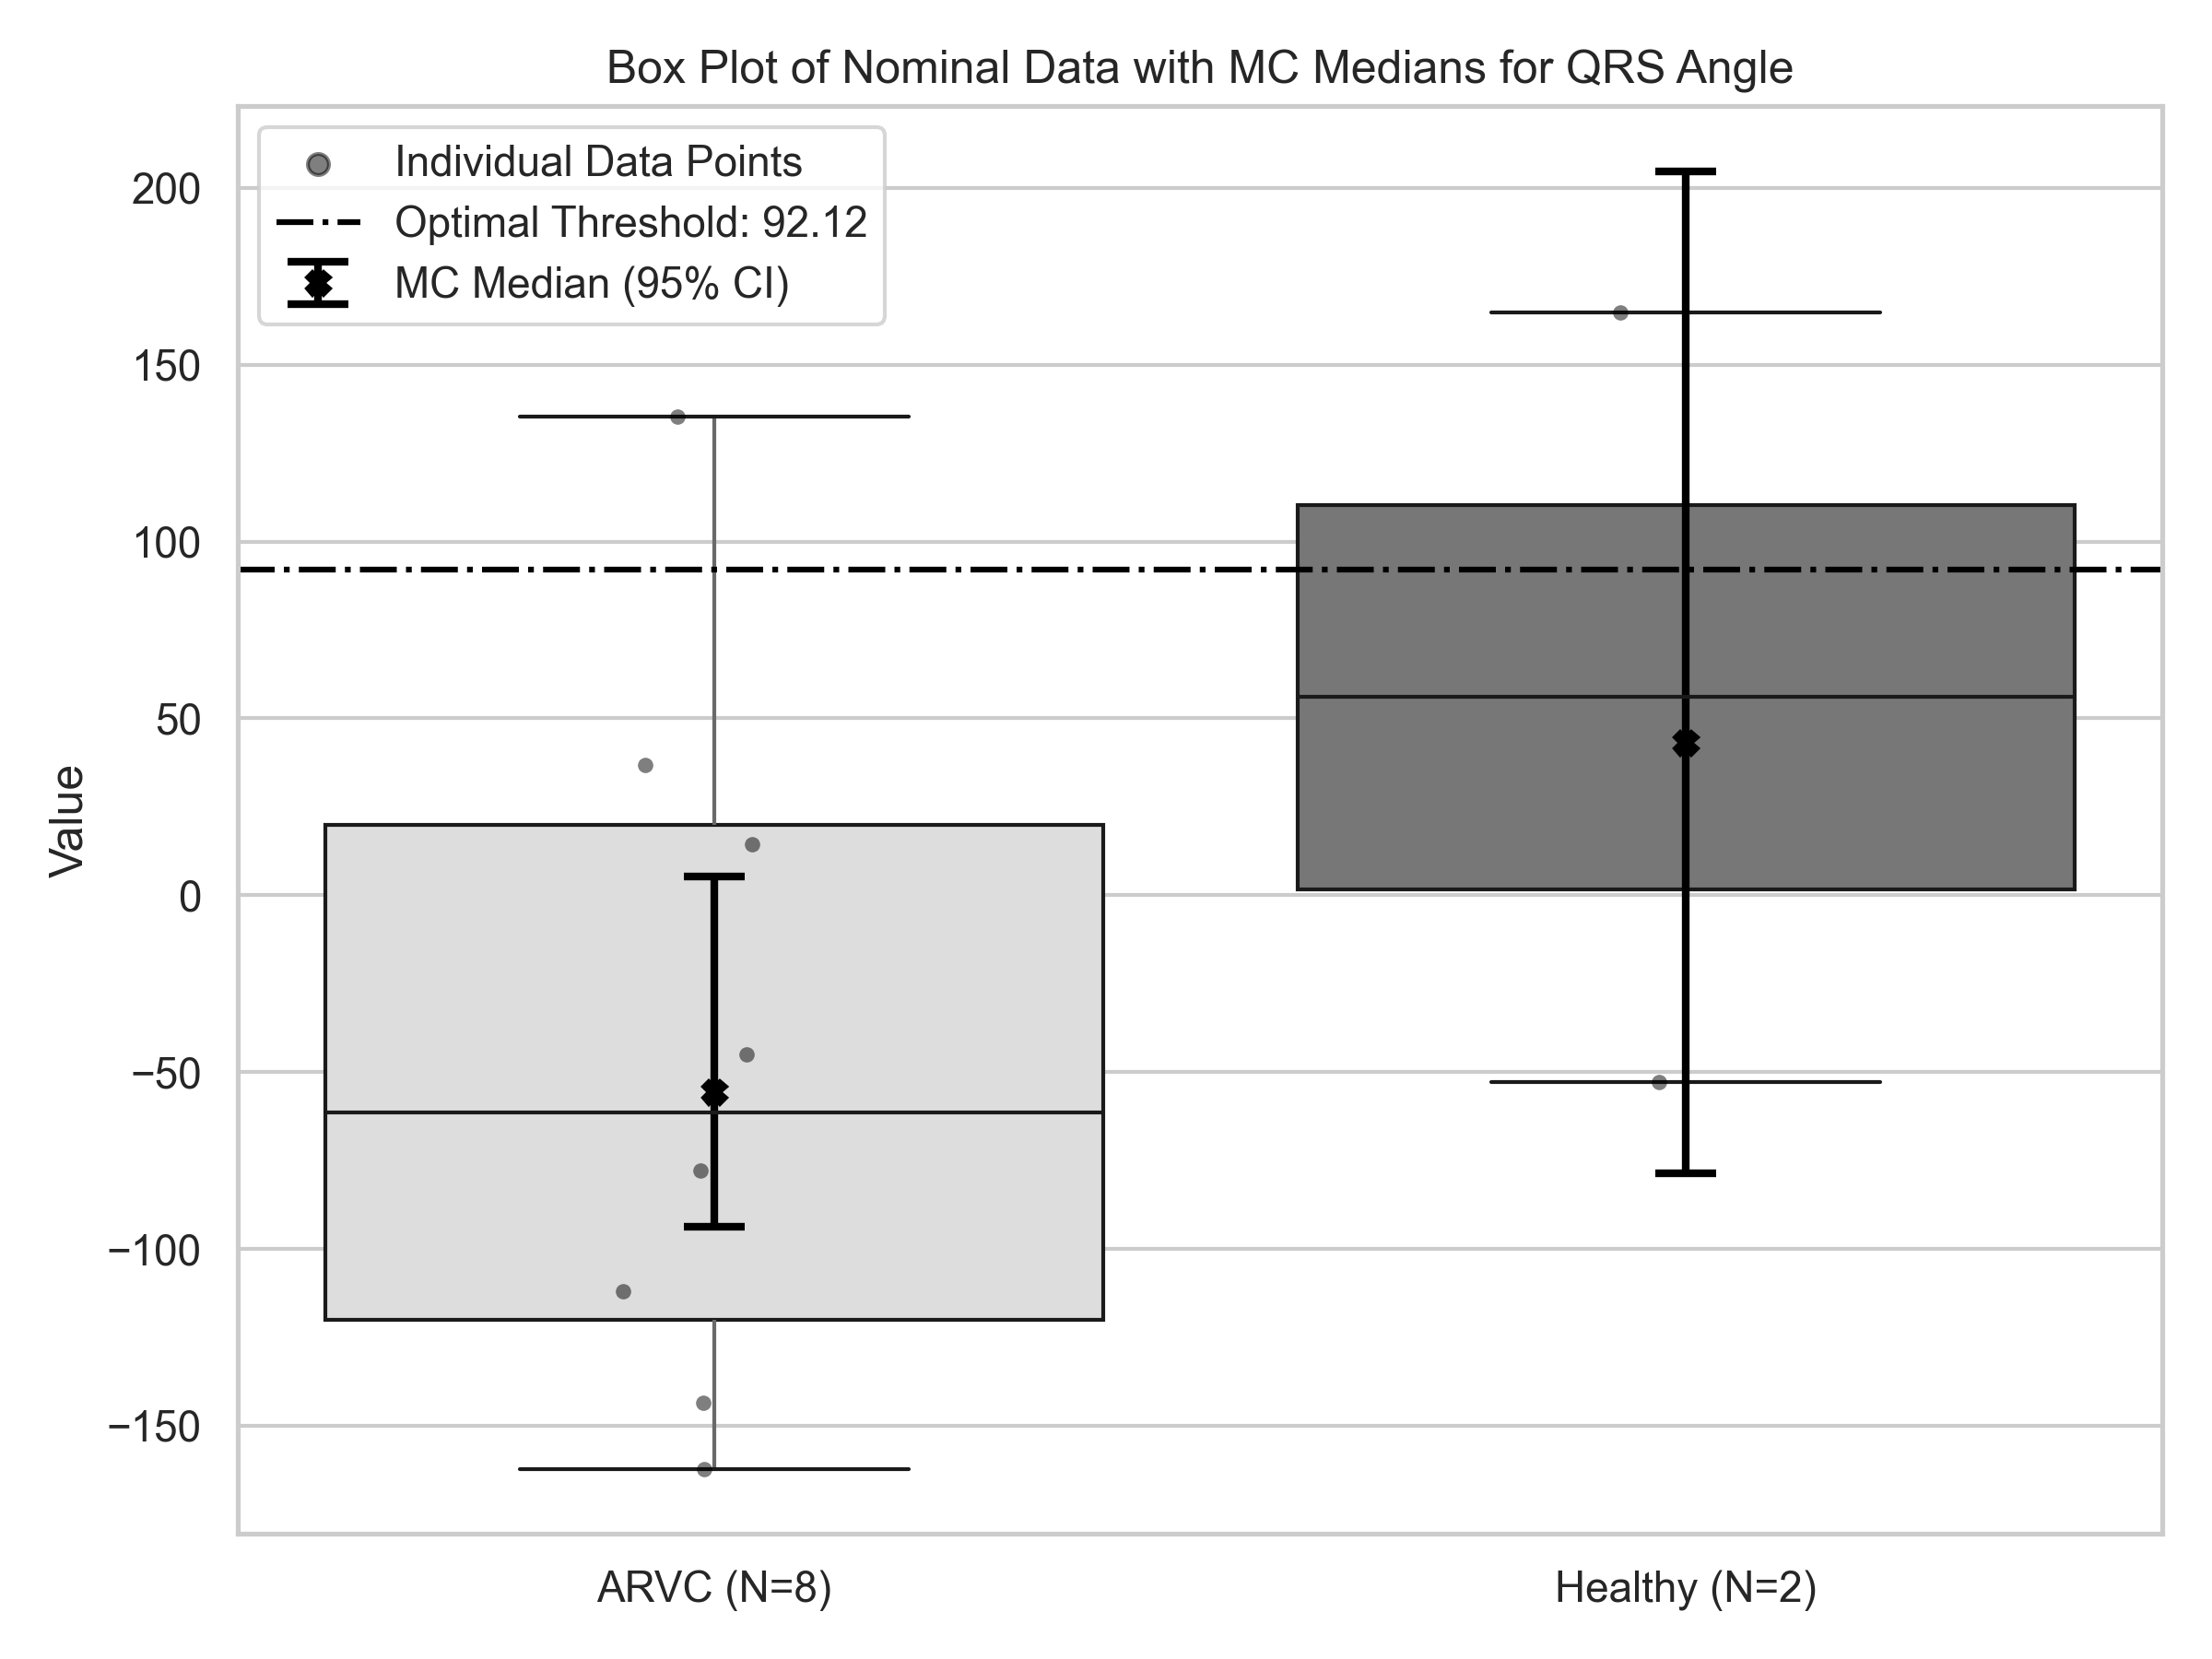 Box Plot of Nominal Data with MC Medians for QRS Angle
Individual Data Points
Optimal Threshold: 92.12
MC Median (95% CI)
200
150
100
50
0
−50
−100
−150
Value
ARVC (N=8)
Healthy (N=2)